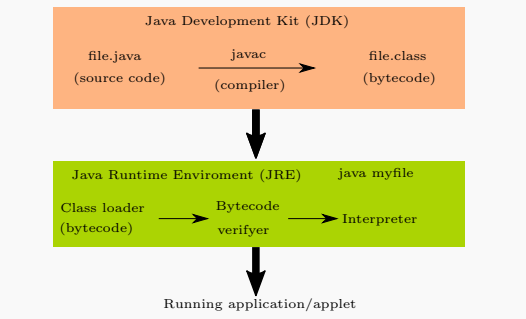 Java Development Kit (JDK)
file.java
(source code)
javac
(compiler)
file.class
(bytecode)
Java Runtime Enviroment (JRE)
java myfile
Class loader
(bytecode)
Bytecode
verifyer
Interpreter
Running application/applet